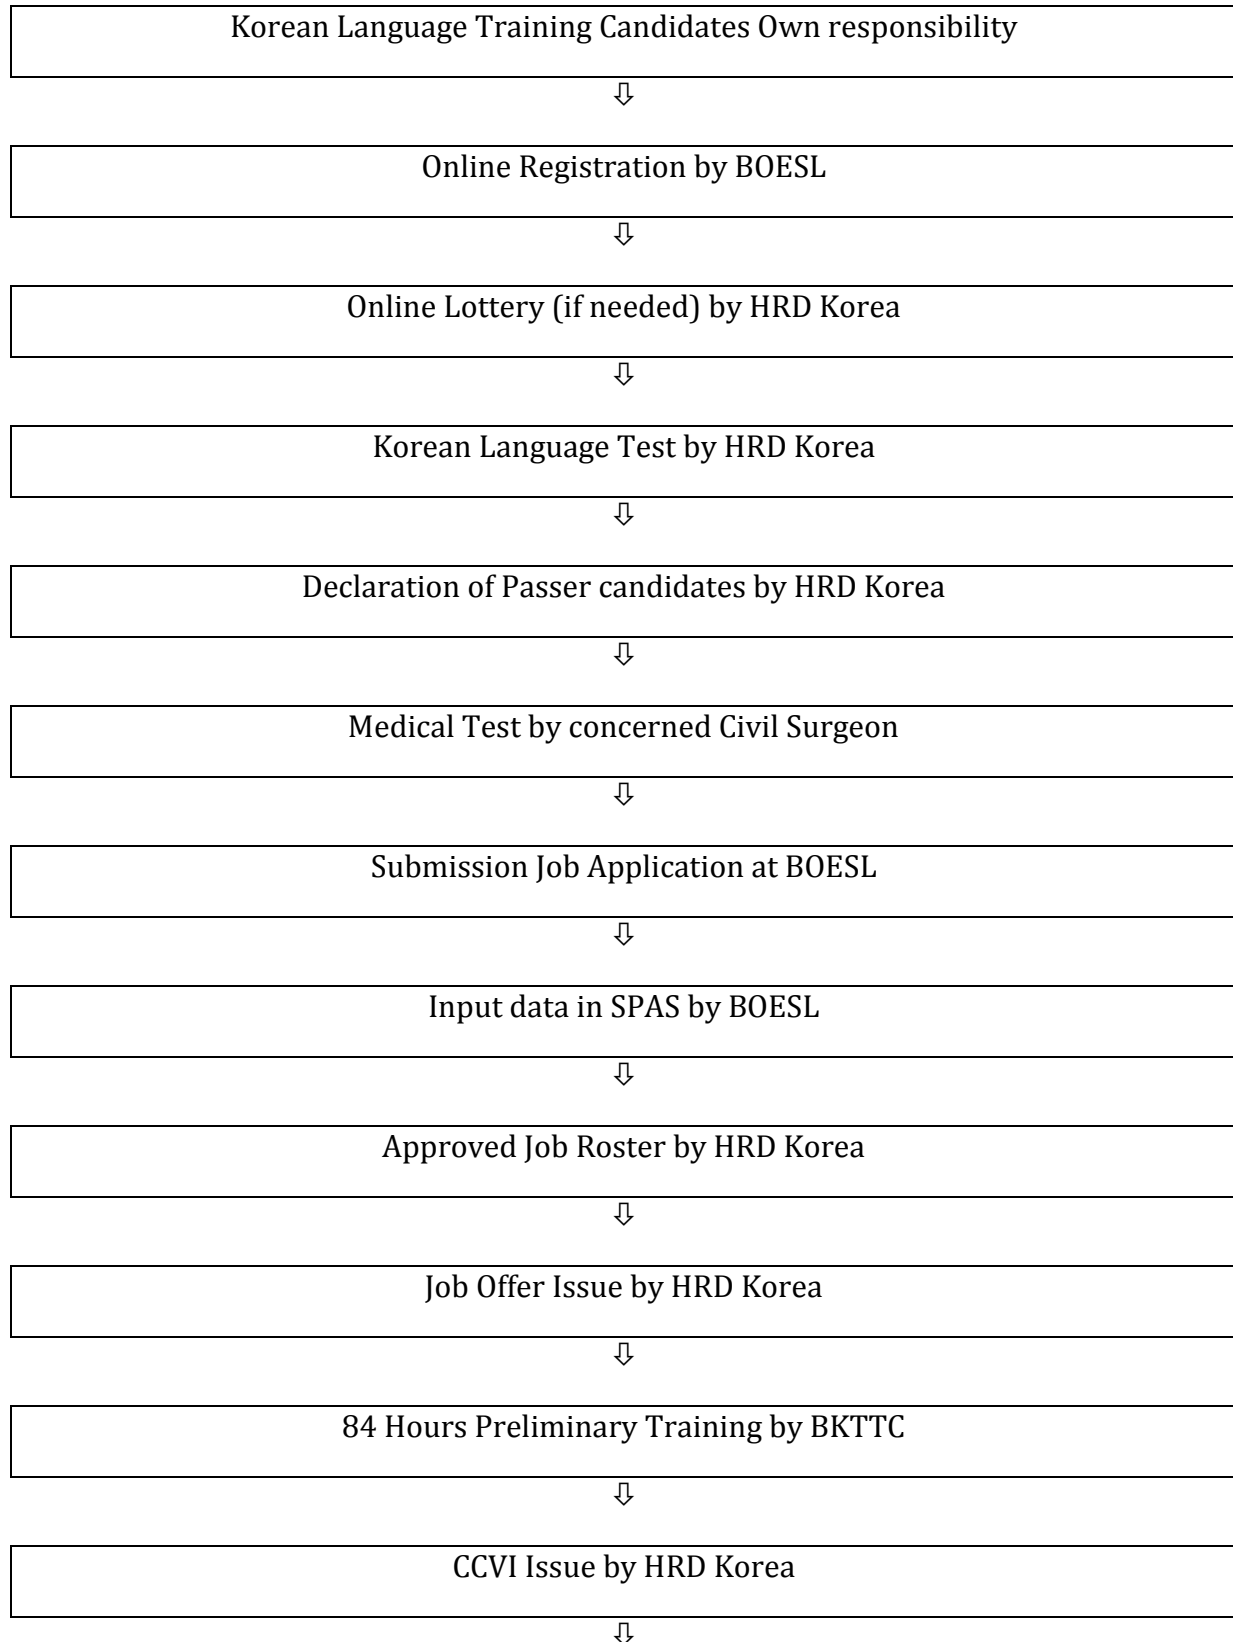 Korean Language Training Candidates Own responsibility
⇩
Online Registration by BOESL
⇩
Online Lottery (if needed) by HRD Korea
⇩
Korean Language Test by HRD Korea
⇩
Declaration of Passer candidates by HRD Korea
⇩
Medical Test by concerned Civil Surgeon
⇩
Submission Job Application at BOESL
⇩
Input data in SPAS by BOESL
⇩
Approved Job Roster by HRD Korea
⇩
Job Offer Issue by HRD Korea
⇩
84 Hours Preliminary Training by BKTTC
⇩
CCVI Issue by HRD Korea
⇩